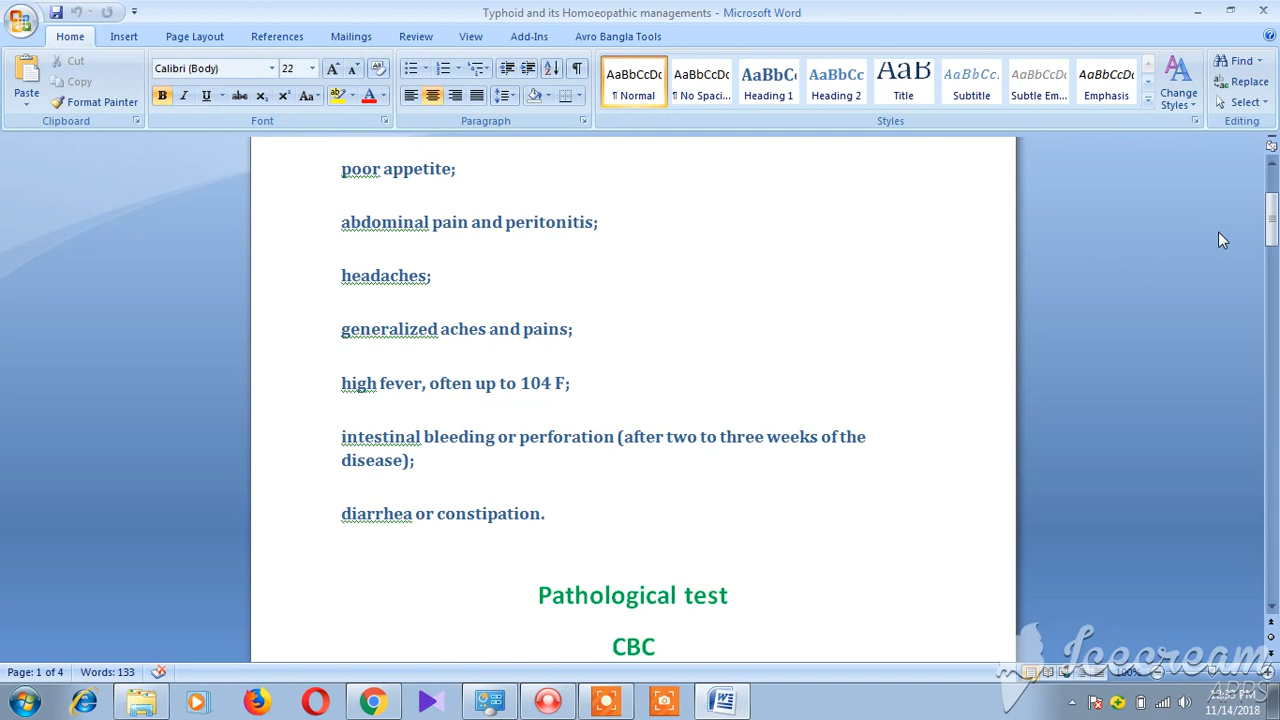 Typhoid and its Homoeopathic managements - Microsoft Word
Home Insert Page Layout References Mailings Review View Add-Ins Avro Bangla Tools
Paste
Cut
Copy
Format Painter
Clipboard
Calibri (Body) 22
Font
Paragraph
AaBbCcDc AaBbCcDc AaBbC AaBbCc AaB AaBbCc. AaBbCcDc AaBbCcDc
¶ Normal ¶ No Spaci... Heading 1 Heading 2 Title Subtitle Subtle Em... Emphasis
Change Styles
Styles
Find
Replace
Select
Editing
poor appetite;
abdominal pain and peritonitis;
headaches;
generalized aches and pains;
high fever, often up to 104 F;
intestinal bleeding or perforation (after two to three weeks of the
disease);
diarrhea or constipation.
Pathological test
CBC
Page: 1 of 4 Words: 133 100%
Icecream
APPS
PM
11/14/2018